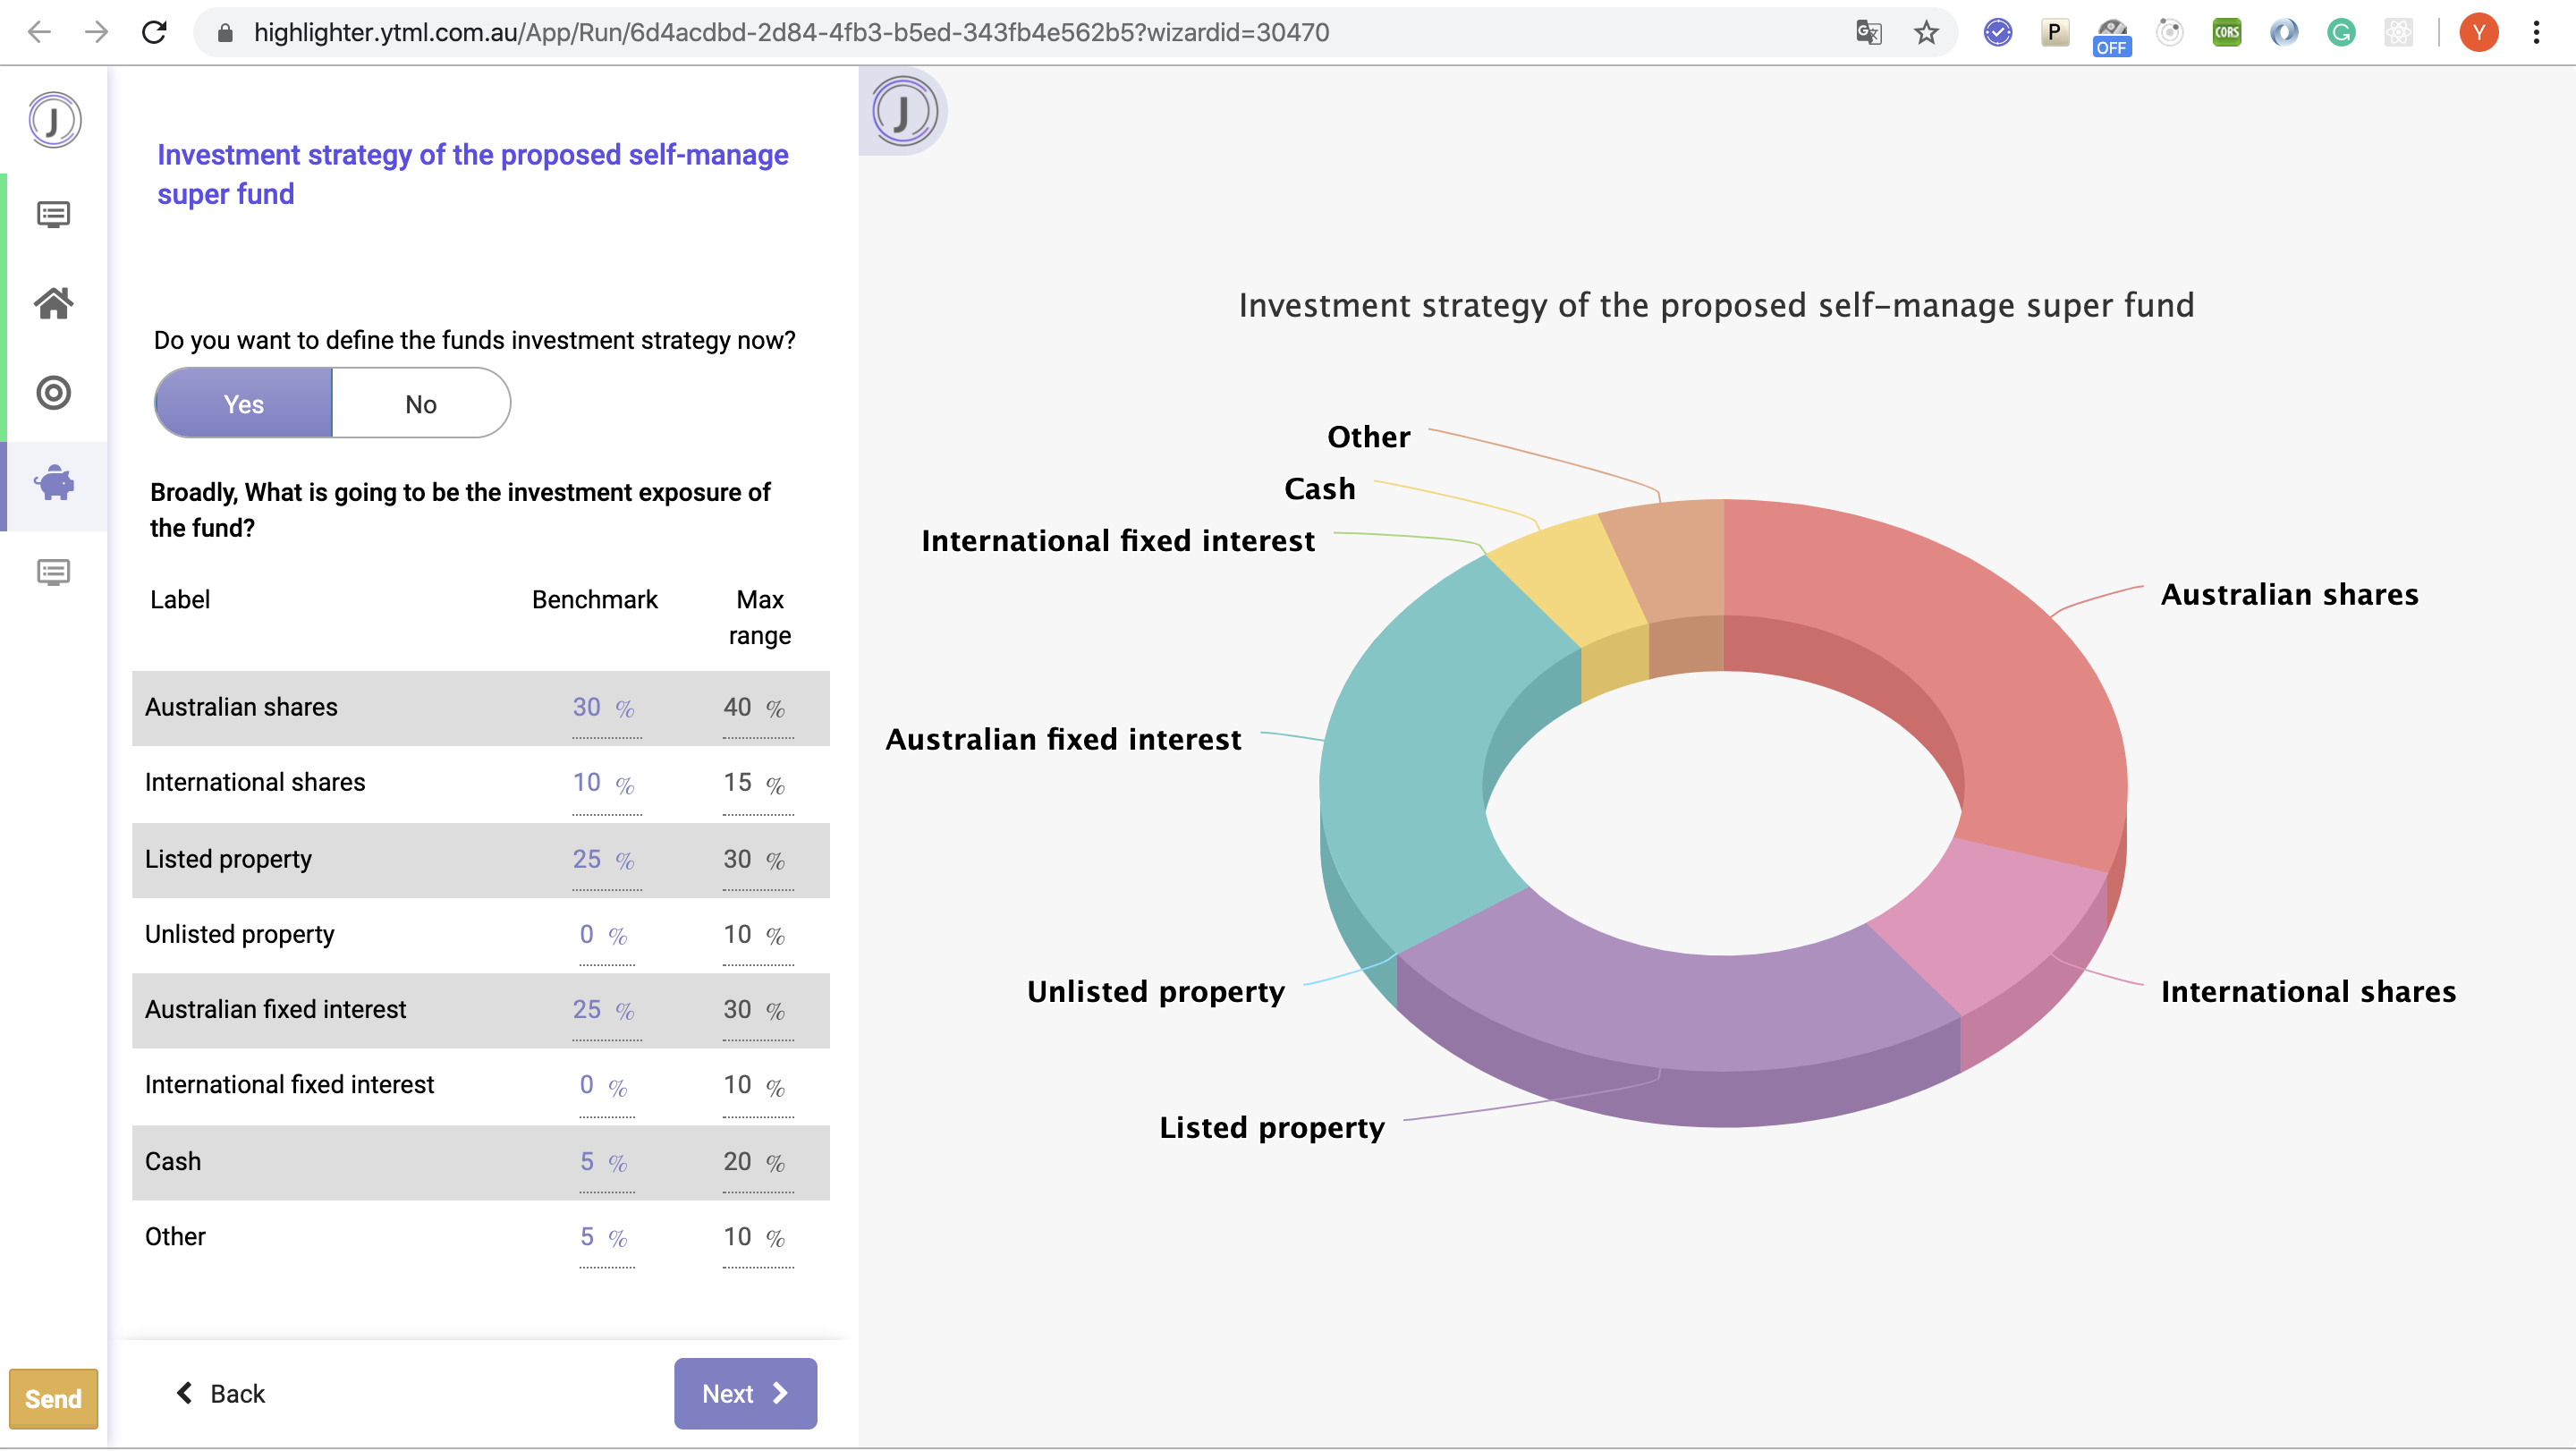 highlighter.ytml.com.au/App/Run/6d4acdbd-2d84-4fb3-b5ed-343fb4e562b5?wizardid=30470
P
OFF
CORS
G
Y
J
J
Investment strategy of the proposed self-manage
super fund
Do you want to define the funds investment strategy now?
Yes No
Broadly, What is going to be the investment exposure of
the fund?
Label Benchmark Max
range
Australian shares 30 % 40 %
International shares 10 % 15 %
Listed property 25 % 30 %
Unlisted property 0 % 10 %
Australian fixed interest 25 % 30 %
International fixed interest 0 % 10 %
Cash 5 % 20 %
Other 5 % 10 %
Send
Back
Next
Investment strategy of the proposed self-manage super fund
Other
Cash
International fixed interest
Australian shares
Australian fixed interest
Unlisted property
International shares
Listed property